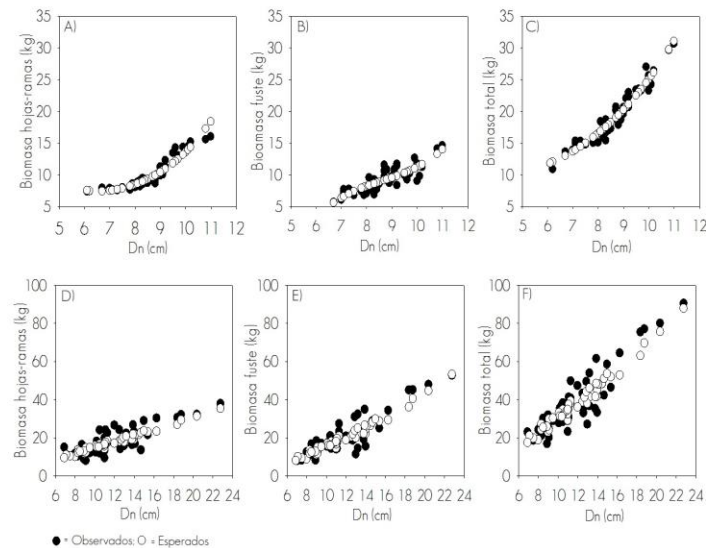 A)
Biomasa hojas-ramas (kg)
35
30
25
20
15
10
5
5 6 7 8 9 10 11 12
Dn (cm)
B)
Bioamasa fuste (kg)
35
30
25
20
15
10
5
5 6 7 8 9 10 11 12
Dn (cm)
C)
Biomasa total (kg)
35
30
25
20
15
10
5
5 6 7 8 9 10 11 12
Dn (cm)
D)
Biomasa hojas-ramas (kg)
100
80
60
40
20
0
6 8 10 12 14 16 18 20 22 24
Dn (cm)
E)
Biomasa fuste (kg)
100
80
60
40
20
0
6 8 10 12 14 16 18 20 22 24
Dn (cm)
F)
Biomasa total (kg)
100
80
60
40
20
0
6 8 10 12 14 16 18 20 22 24
Dn (cm)
● = Observados; ○ = Esperados